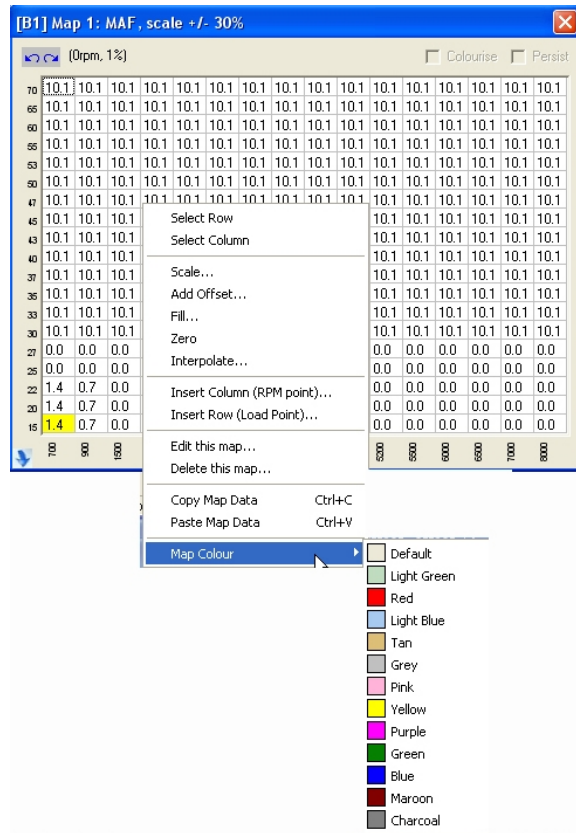 [B1] Map 1: MAF, scale +/- 30%
(0rpm, 1%) Colourise Persist
70 10.1 10.1 10.1 10.1 10.1 10.1 10.1 10.1 10.1 10.1 10.1 10.1 10.1 10.1 10.1 10.1
65 10.1 10.1 10.1 10.1 10.1 10.1 10.1 10.1 10.1 10.1 10.1 10.1 10.1 10.1 10.1 10.1
60 10.1 10.1 10.1 10.1 10.1 10.1 10.1 10.1 10.1 10.1 10.1 10.1 10.1 10.1 10.1 10.1
55 10.1 10.1 10.1 10.1 10.1 10.1 10.1 10.1 10.1 10.1 10.1 10.1 10.1 10.1 10.1 10.1
53 10.1 10.1 10.1 10.1 10.1 10.1 10.1 10.1 10.1 10.1 10.1 10.1 10.1 10.1 10.1 10.1
50 10.1 10.1 10.1 10.1 10.1 10.1 10.1 10.1 10.1 10.1 10.1 10.1 10.1 10.1 10.1 10.1
47 10.1 10.1 10.1 10.1 10.1 10.1 10.1 10.1 10.1 10.1 10.1 10.1 10.1 10.1 10.1 10.1
45 10.1 10.1 10.1 10.1 10.1 10.1 10.1 10.1 10.1
43 10.1 10.1 10.1 10.1 10.1 10.1 10.1 10.1 10.1
40 10.1 10.1 10.1 10.1 10.1 10.1 10.1 10.1 10.1
37 10.1 10.1 10.1 10.1 10.1 10.1 10.1 10.1 10.1
35 10.1 10.1 10.1 10.1 10.1 10.1 10.1 10.1 10.1
33 10.1 10.1 10.1 10.1 10.1 10.1 10.1 10.1 10.1
30 10.1 10.1 10.1 10.1 10.1 10.1 10.1 10.1 10.1
27 0.0 0.0 0.0 0.0 0.0 0.0 0.0 0.0 0.0
25 0.0 0.0 0.0 0.0 0.0 0.0 0.0 0.0 0.0
22 1.4 0.7 0.0 0.0 0.0 0.0 0.0 0.0 0.0
20 1.4 0.7 0.0 0.0 0.0 0.0 0.0 0.0 0.0
15 1.4 0.7 0.0 0.0 0.0 0.0 0.0 0.0 0.0
700 900 1500 5200 5500 6000 6500 7000 8000
Select Row
Select Column
Scale...
Add Offset...
Fill...
Zero
Interpolate...
Insert Column (RPM point)...
Insert Row (Load Point)...
Edit this map...
Delete this map...
Copy Map Data Ctrl+C
Paste Map Data Ctrl+V
Map Colour
Default
Light Green
Red
Light Blue
Tan
Grey
Pink
Yellow
Purple
Green
Blue
Maroon
Charcoal